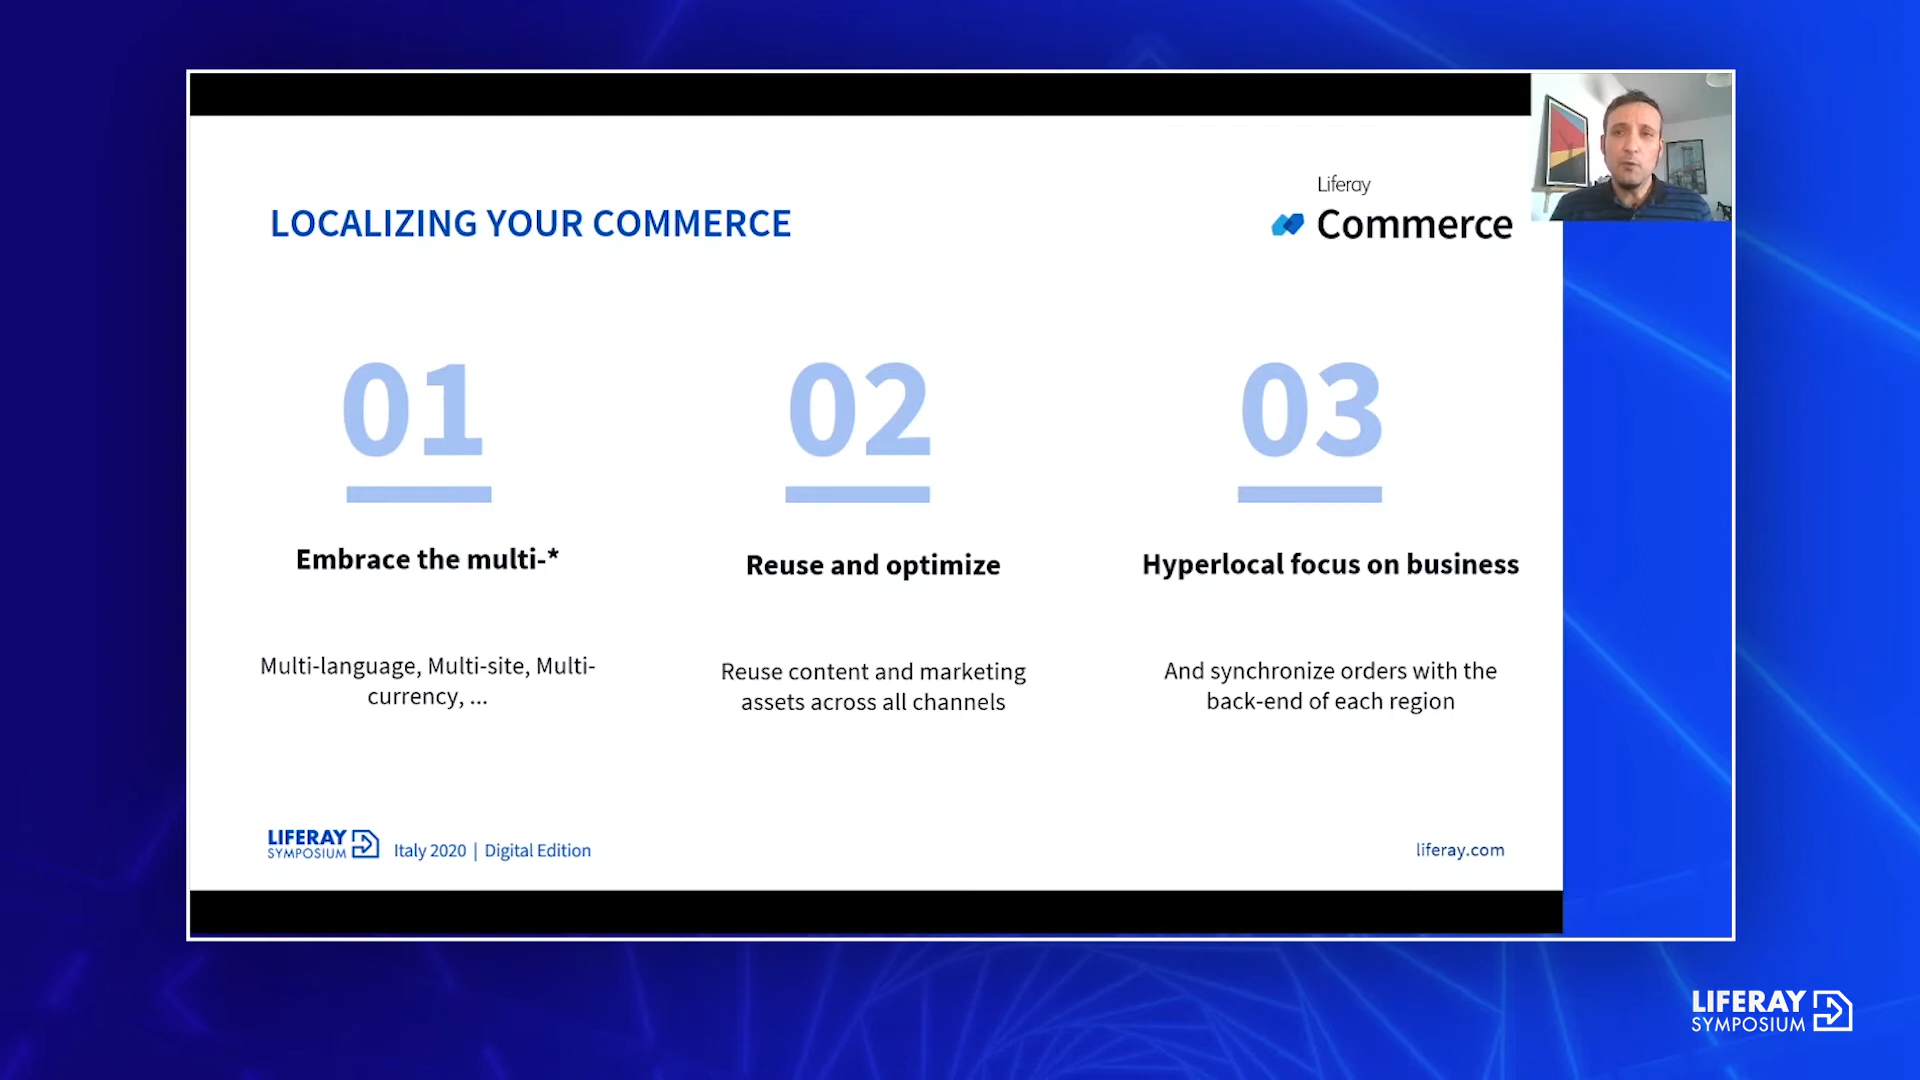 LOCALIZING YOUR COMMERCE
Liferay
Commerce
01
02
03
Embrace the multi-*
Reuse and optimize
Hyperlocal focus on business
Multi-language, Multi-site, Multi-
currency, ...
Reuse content and marketing
assets across all channels
And synchronize orders with the
back-end of each region
LIFERAY
SYMPOSIUM
Italy 2020 | Digital Edition
liferay.com
LIFERAY
SYMPOSIUM